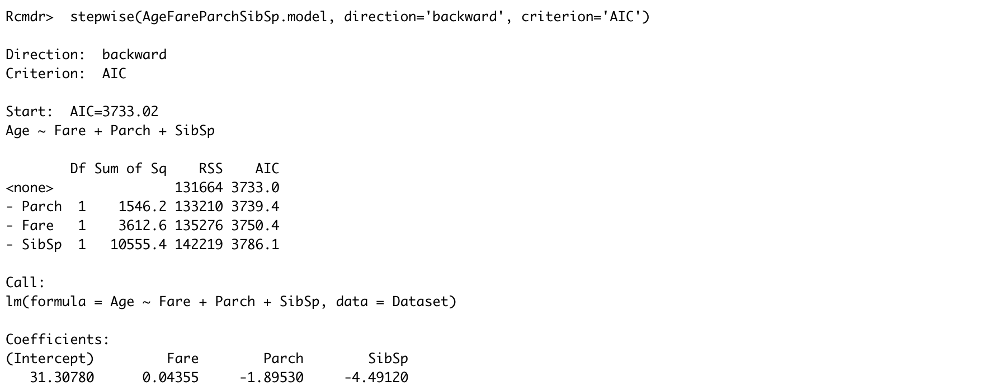 Rcmdr>  stepwise(AgeFareParchSibSp.model, direction='backward', criterion='AIC')
Direction:  backward
Criterion:  AIC
Start:  AIC=3733.02
Age ~ Fare + Parch + SibSp
        Df Sum of Sq    RSS    AIC
<none>               131664 3733.0
- Parch  1    1546.2 133210 3739.4
- Fare   1    3612.6 135276 3750.4
- SibSp  1   10555.4 142219 3786.1
Call:
lm(formula = Age ~ Fare + Parch + SibSp, data = Dataset)
Coefficients:
(Intercept)         Fare        Parch        SibSp
   31.30780      0.04355     -1.89530     -4.49120